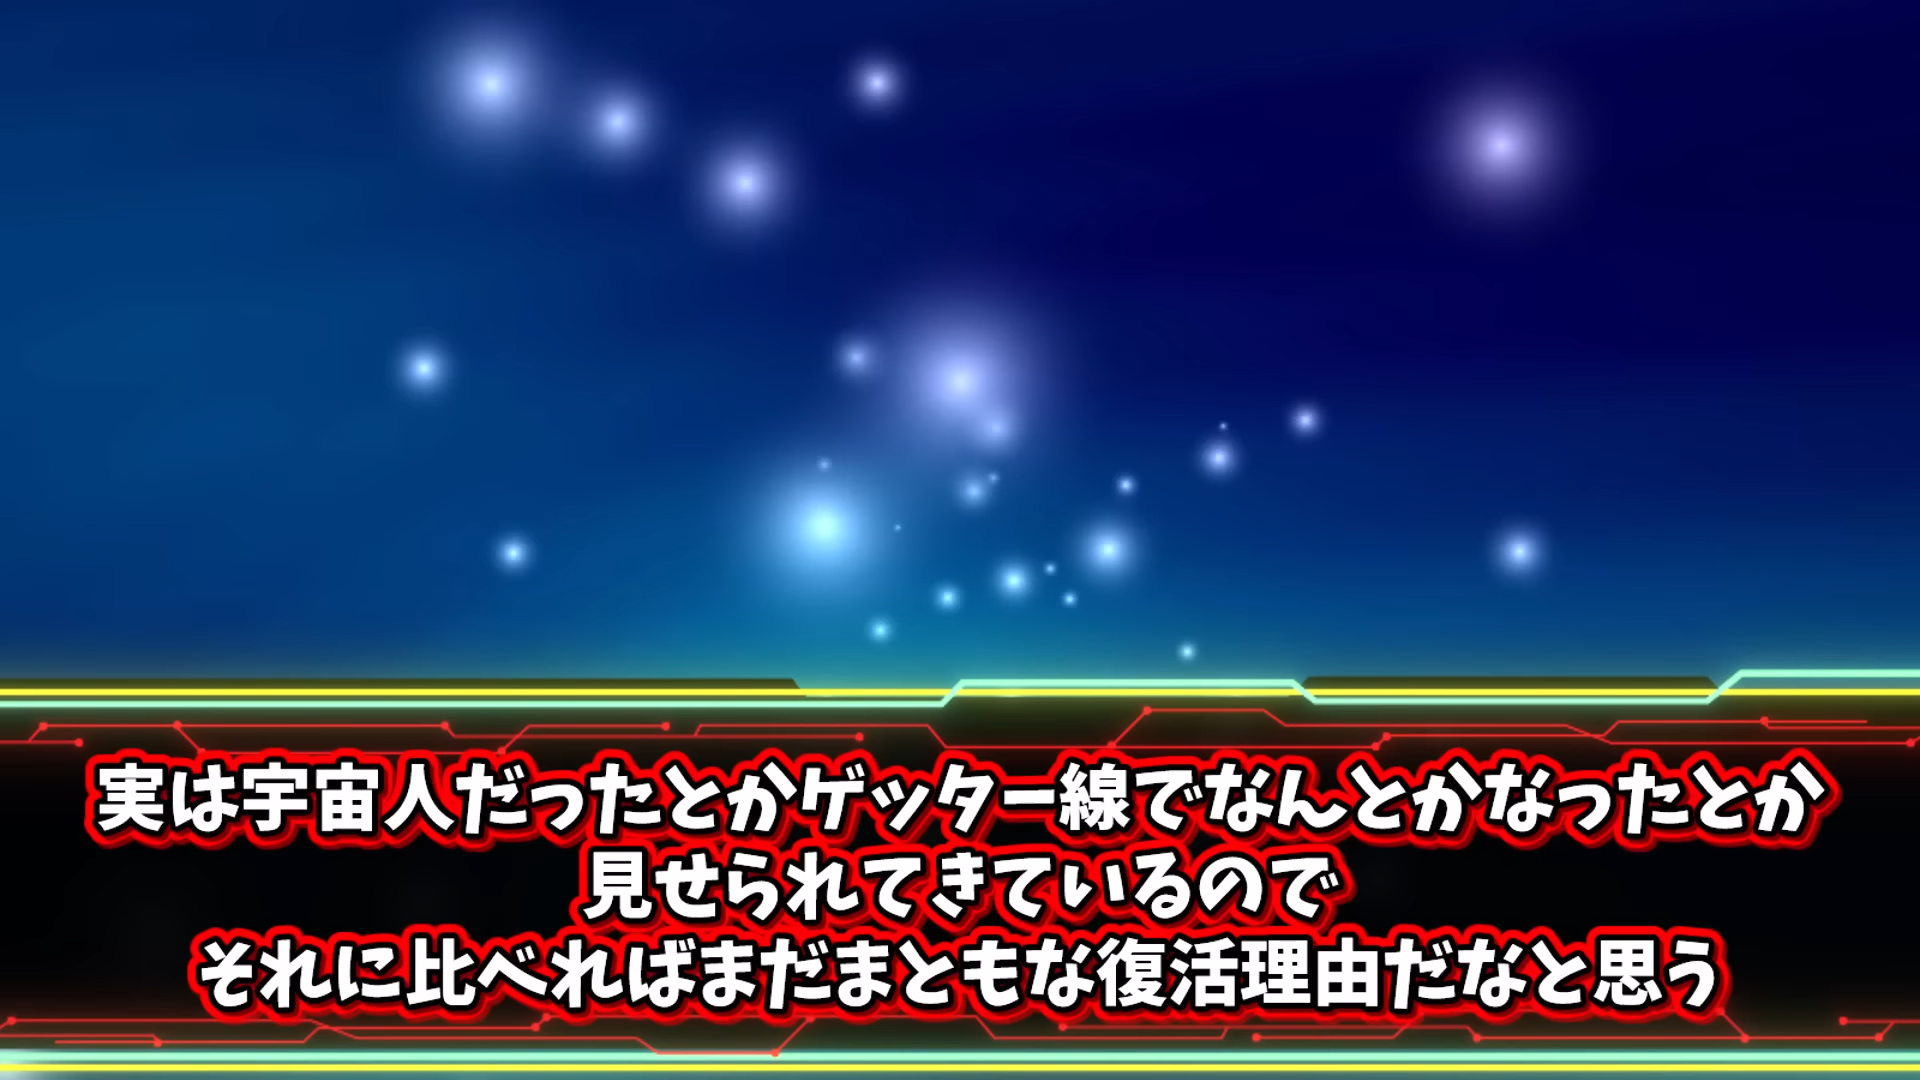 実は宇宙人だったとかゲッター線でなんとかなったとか
見せられてきているので
それに比べればまだまともな復活理由だなと思う